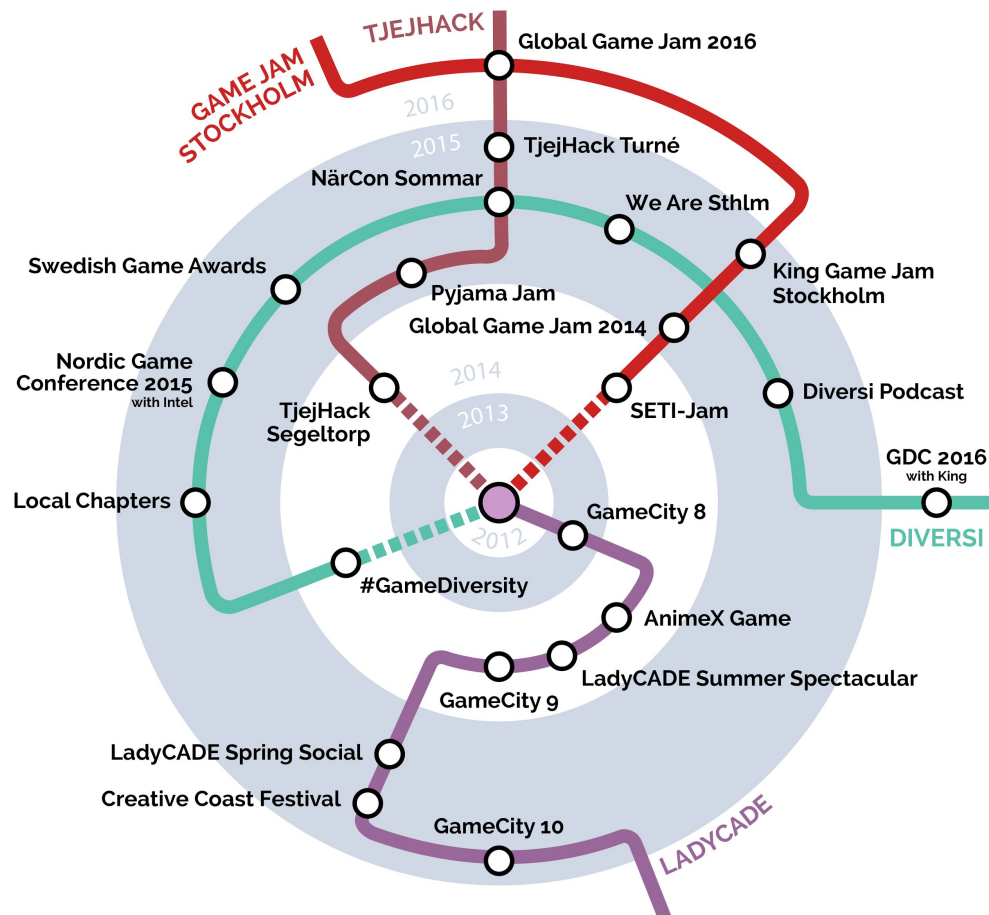 TJEJHACK
Global Game Jam 2016
GAME JAM
STOCKHOLM
2016
2015
TjejHack Turné
NärCon Sommar
We Are Sthlm
Swedish Game Awards
King Game Jam
Stockholm
Pyjama Jam
Global Game Jam 2014
Nordic Game
Conference 2015
with Intel
2014
2013
TjejHack
Segeltorp
SETI-Jam
Diversi Podcast
GDC 2016
with King
Local Chapters
GameCity 8
DIVERSI
2012
#GameDiversity
AnimeX Game
LadyCADE Summer Spectacular
GameCity 9
LadyCADE Spring Social
Creative Coast Festival
GameCity 10
LADYCADE